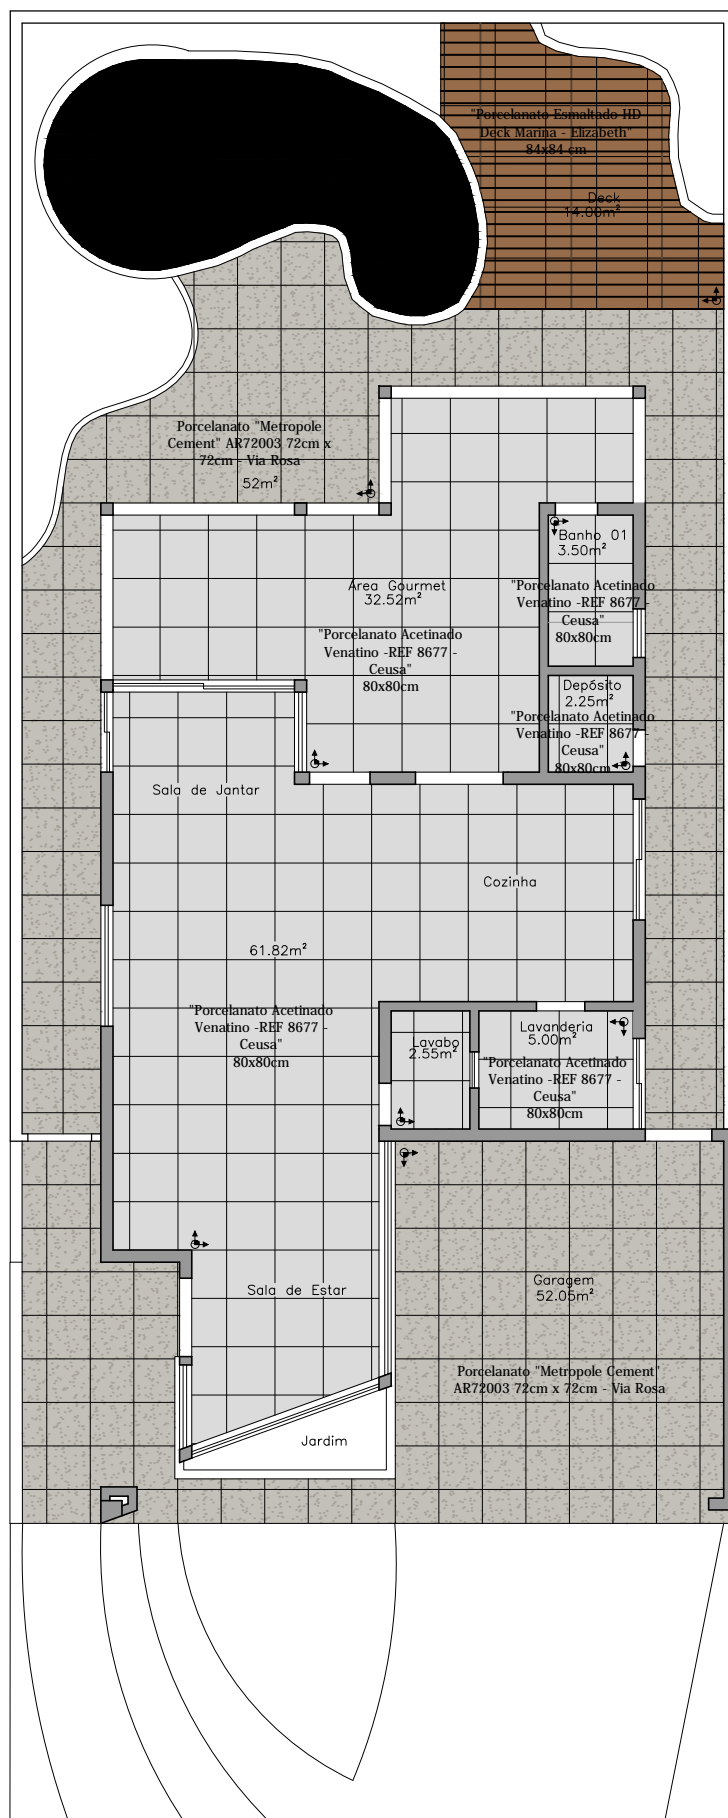 "Porcelanato Esmaltado HD
Deck Marina - Elizabeth"
84x84 cm
Deck
14.00m²
Porcelanato "Metropole
Cement" AR72003 72cm x
72cm - Via Rosa
52m²
Banho 01
3.50m²
"Porcelanato Acetinado
Venatino -REF 8677 -
Ceusa"
80x80cm
Área Gourmet
32.52m²
"Porcelanato Acetinado
Venatino -REF 8677 -
Ceusa"
80x80cm
Depósito
2.25m²
"Porcelanato Acetinado
Venatino -REF 8677 -
Ceusa"
80x80cm
Sala de Jantar
Cozinha
61.82m²
"Porcelanato Acetinado
Venatino -REF 8677 -
Ceusa"
80x80cm
Lavabo
2.55m²
Lavanderia
5.00m²
"Porcelanato Acetinado
Venatino -REF 8677 -
Ceusa"
80x80cm
Sala de Estar
Garagem
52.05m²
Porcelanato "Metropole Cement"
AR72003 72cm x 72cm - Via Rosa
Jardim